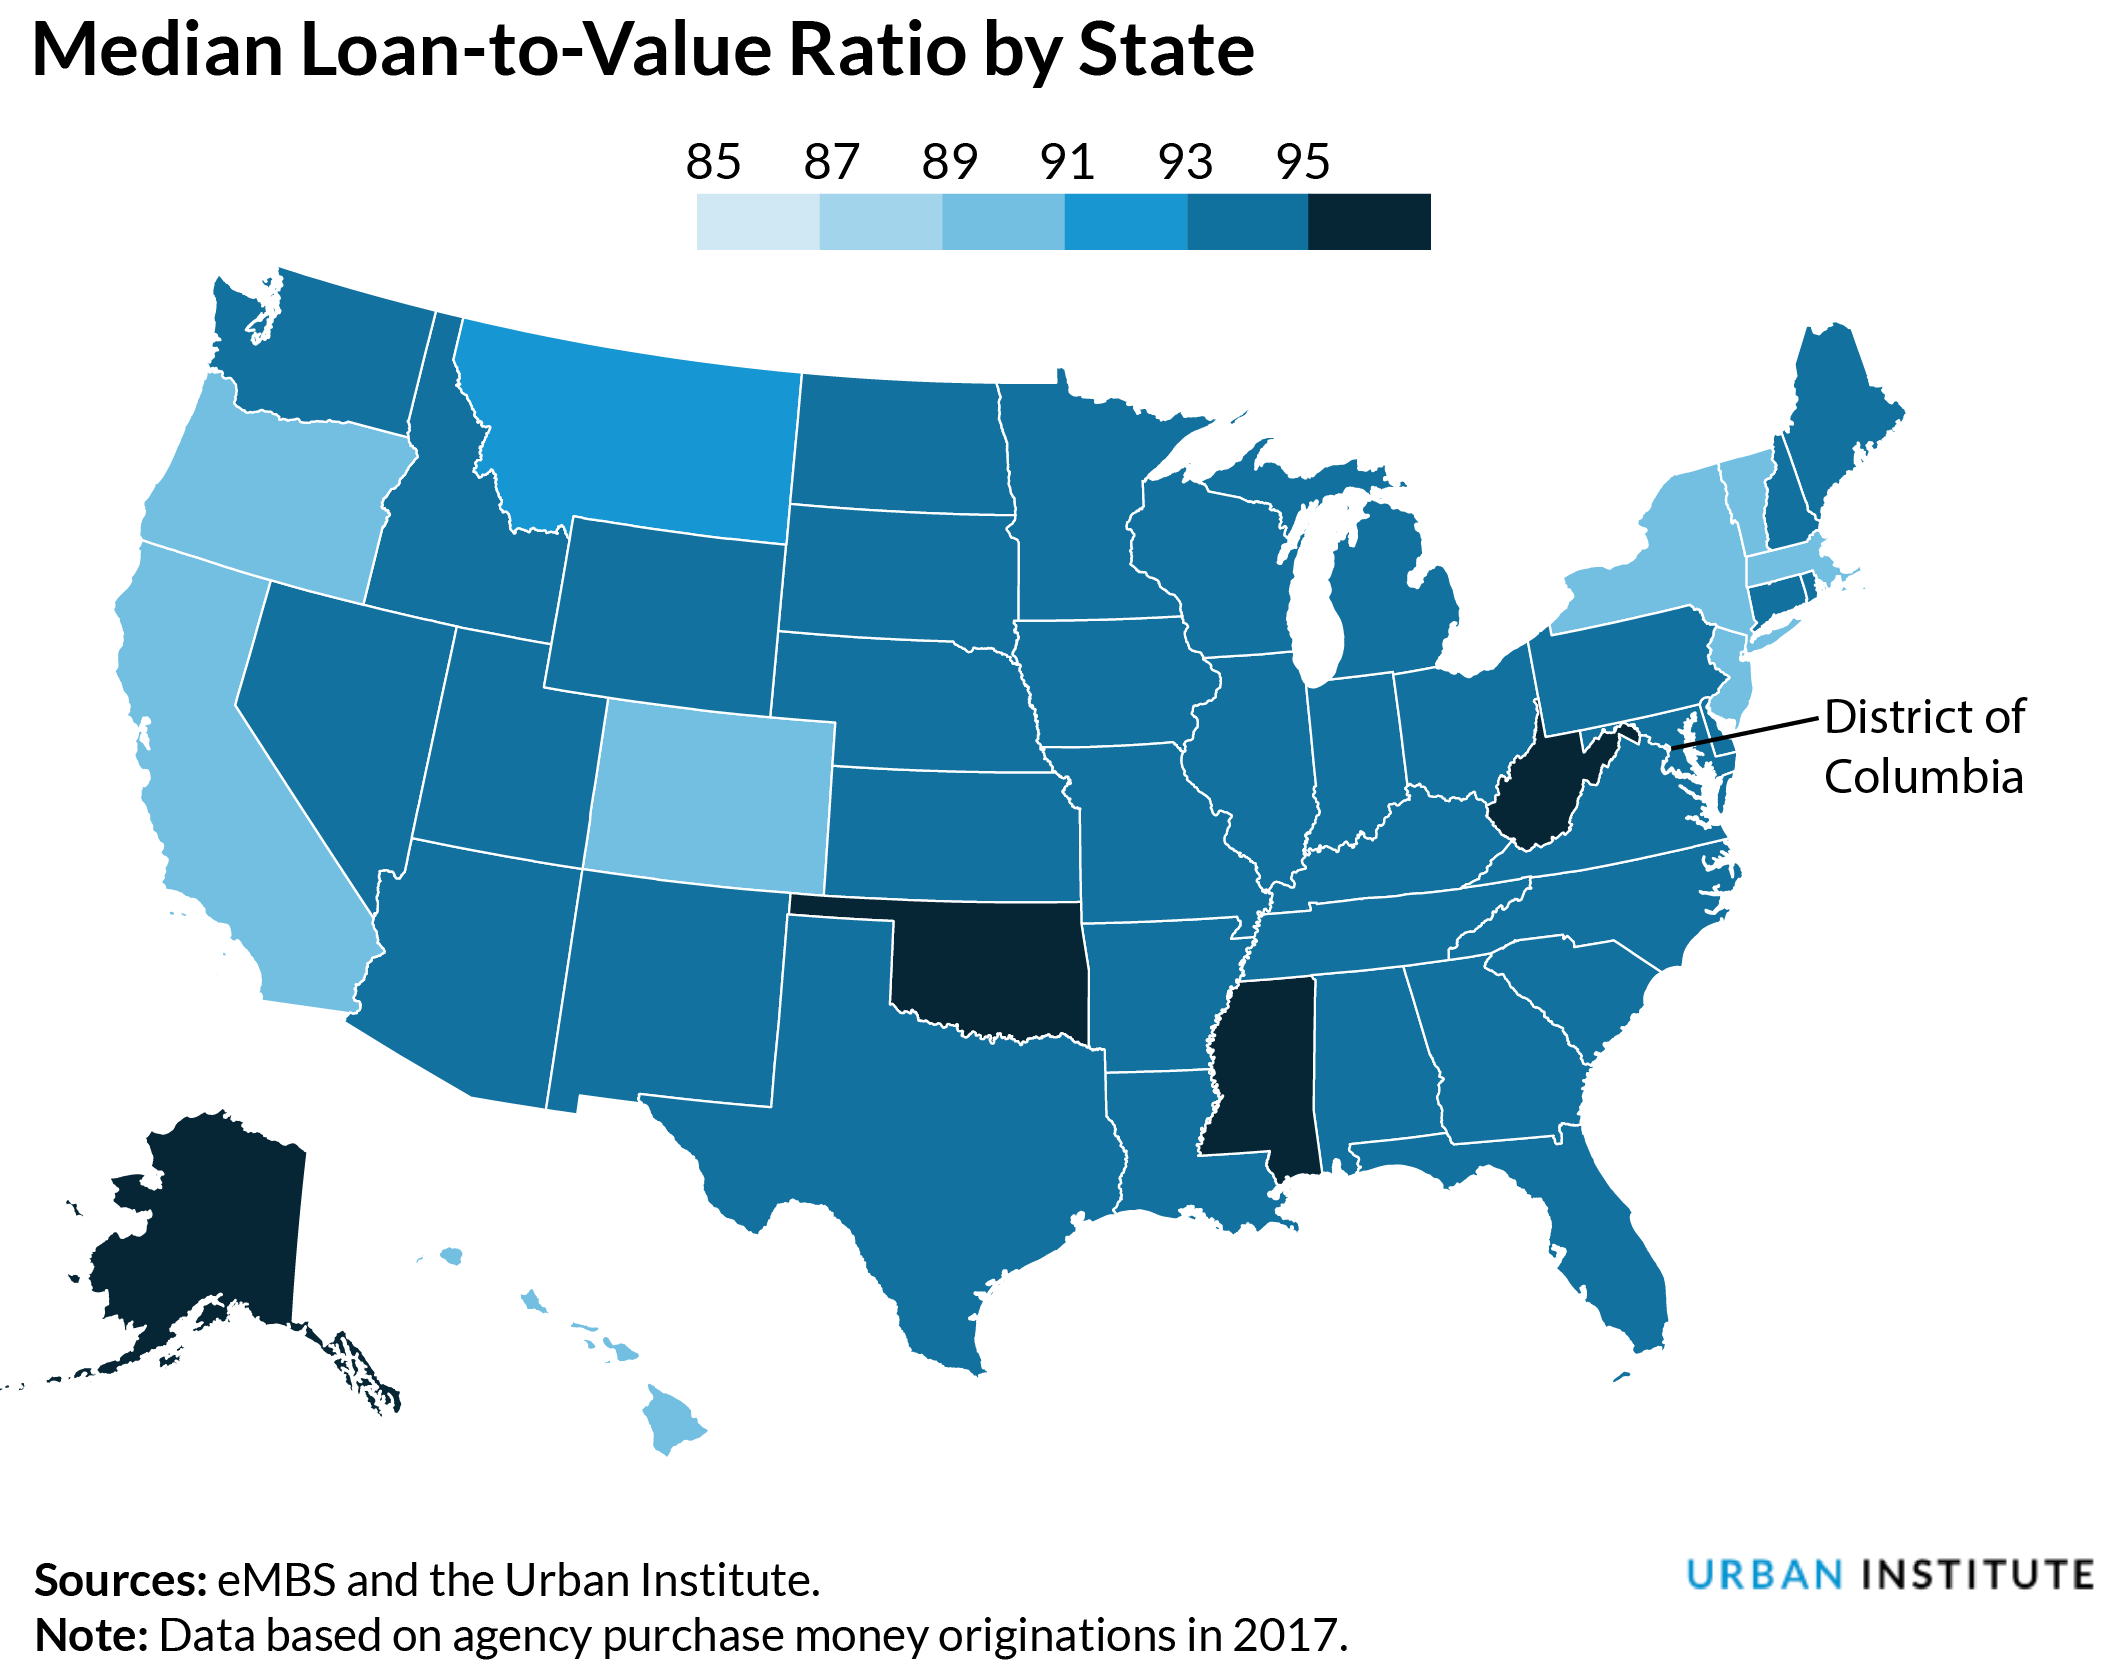 Median Loan-to-Value Ratio by State
85 87 89 91 93 95
District of
Columbia
Sources: eMBS and the Urban Institute.
URBAN INSTITUTE
Note: Data based on agency purchase money originations in 2017.